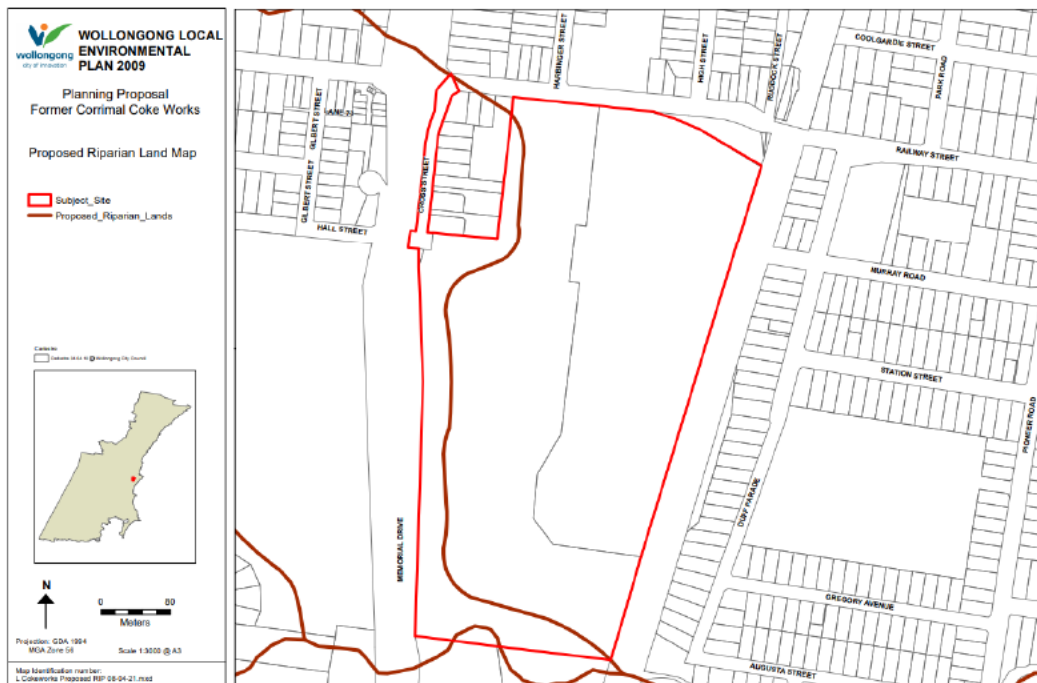 wollongong
city of innovation
WOLLONGONG LOCAL
ENVIRONMENTAL
PLAN 2009
Planning Proposal
Former Corrimal Coke Works
Proposed Riparian Land Map
Subject_Site
Proposed_Riparian_Lands
Cadastre
N
0 80
Meters
Projection: GDA 1994
MGA Zone 56
Scale 1:3000 @ A3
Map Identification number:
GILBERT STREET
GILBERT STREET
HALL STREET
CROSS STREET
HARBINGER STREET
HIGH STREET
RUDDOCK STREET
COOLGARDIE STREET
PARK ROAD
RAILWAY STREET
MURRAY ROAD
STATION STREET
PIONEER ROAD
DUFF PARADE
MEMORIAL DRIVE
GREGORY AVENUE
AUGUSTA STREET